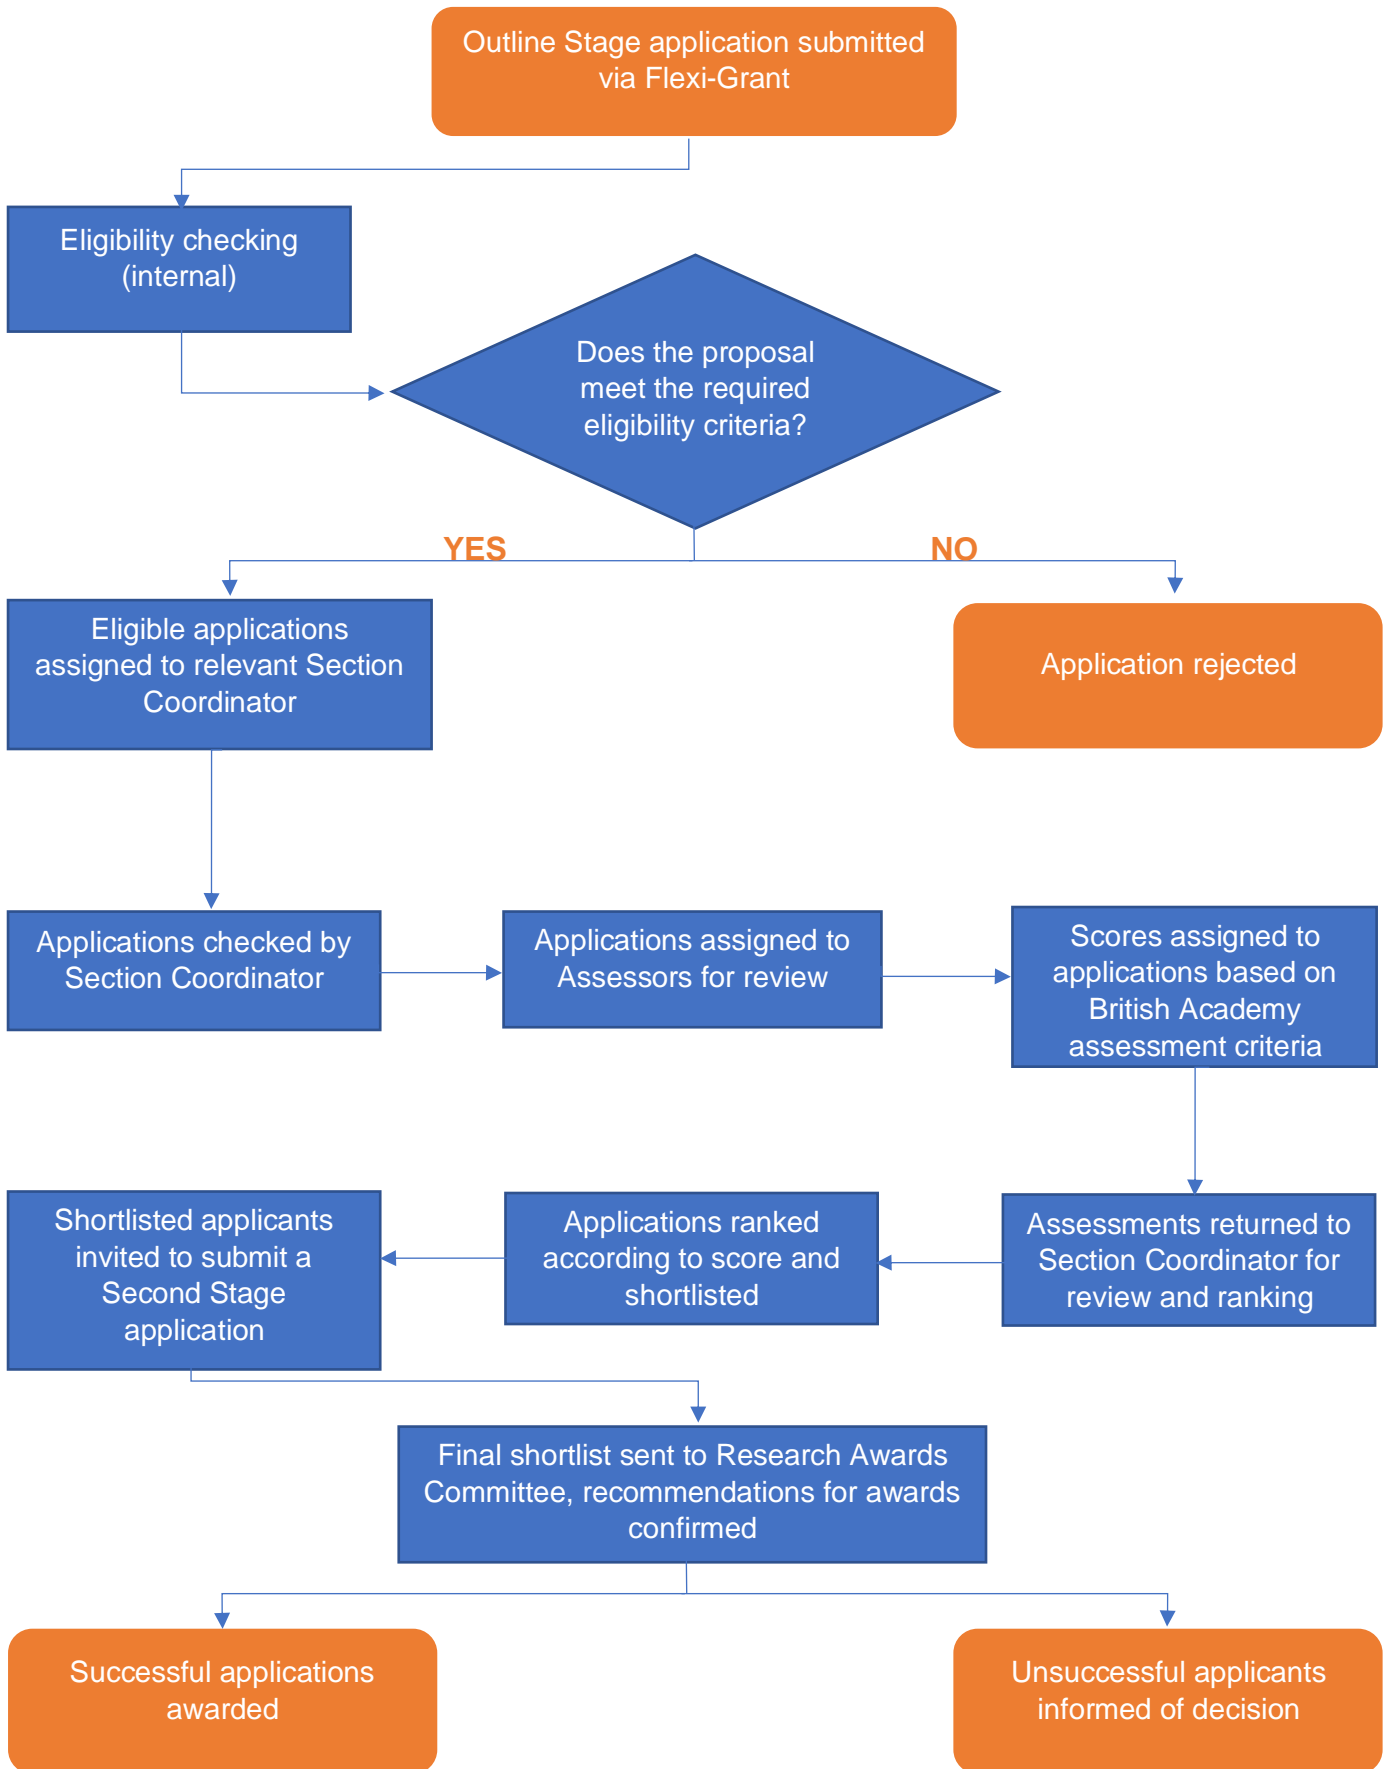 Outline Stage application submitted
via Flexi-Grant
Eligibility checking
(internal)
Does the proposal
meet the required
eligibility criteria?
YES
NO
Eligible applications
assigned to relevant Section
Coordinator
Application rejected
Applications checked by
Section Coordinator
Applications assigned to
Assessors for review
Scores assigned to
applications based on
British Academy
assessment criteria
Assessments returned to
Section Coordinator for
review and ranking
Applications ranked
according to score and
shortlisted
Shortlisted applicants
invited to submit a
Second Stage
application
Final shortlist sent to Research Awards
Committee, recommendations for awards
confirmed
Successful applications
awarded
Unsuccessful applicants
informed of decision